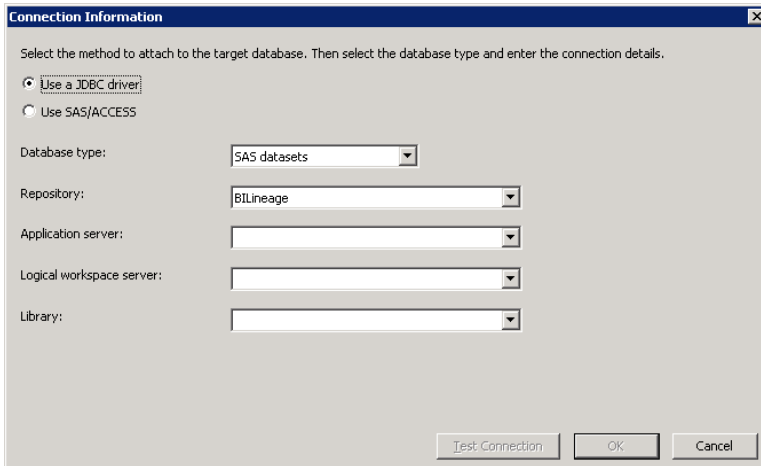 Connection Information
Select the method to attach to the target database. Then select the database type and enter the connection details.
Use a JDBC driver
Use SAS/ACCESS
Database type: SAS datasets
Repository: BILineage
Application server:
Logical workspace server:
Library:
Test Connection OK Cancel